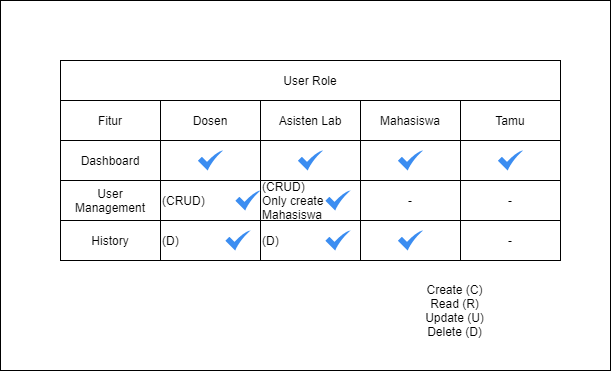 User Role
Fitur Dosen Asisten Lab Mahasiswa Tamu
Dashboard
User Management (CRUD) (CRUD) Only create Mahasiswa - -
History (D) (D) -
Create (C)
Read (R)
Update (U)
Delete (D)